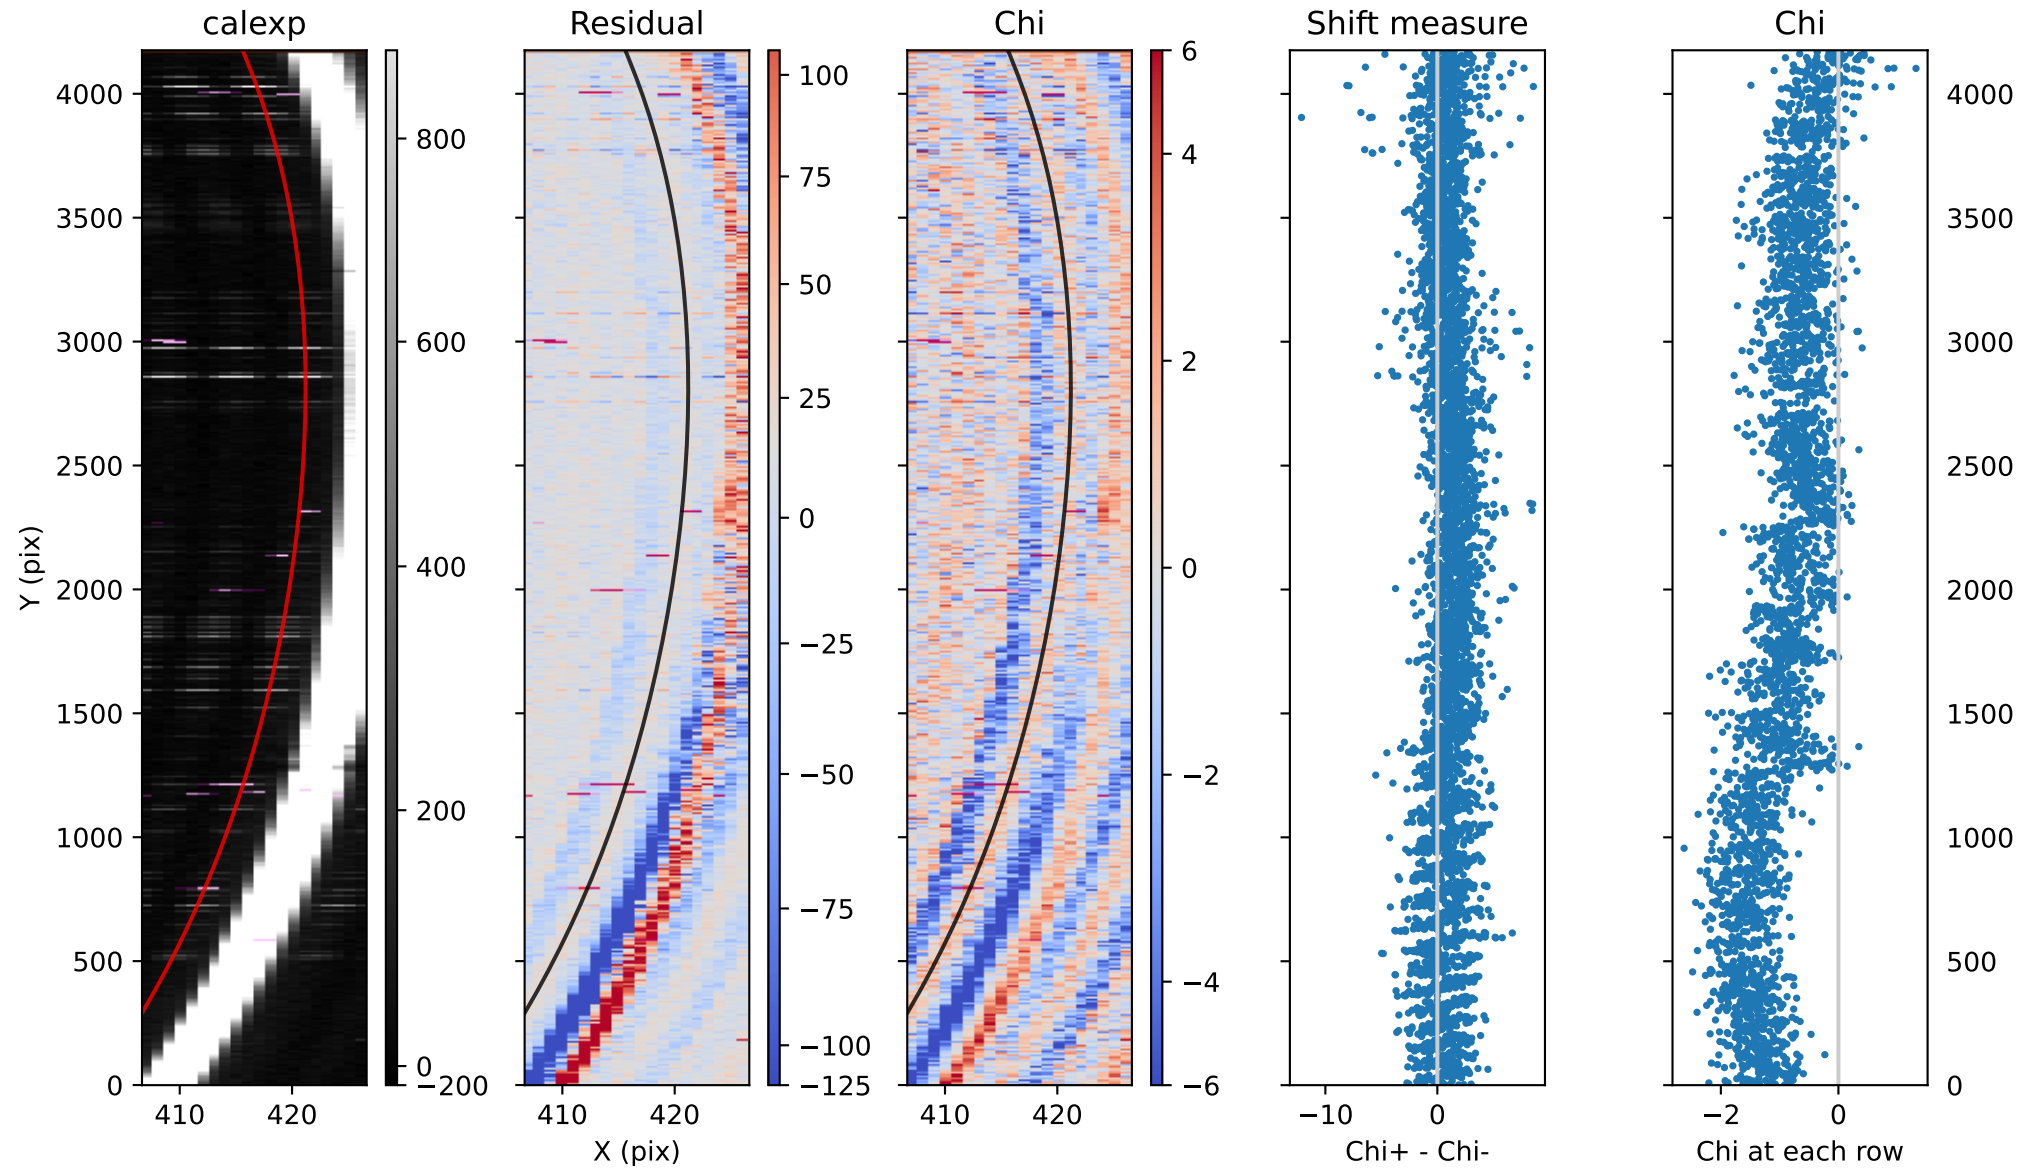 calexp Residual Chi Shift measure Chi
4000 800 100 6 4000
75 4
3500 3500
50
3000 600 2 3000
25
2500 2500
0
400 0
2000 2000
−25
1500 1500
−50 −2
200
1000 1000
−75
500 −4 500
0 −100
0 −200 −125 −6 0
410 420 410 420 410 420 −10 0 −2 0
Y (pix)
X (pix) Chi+ - Chi- Chi at each row